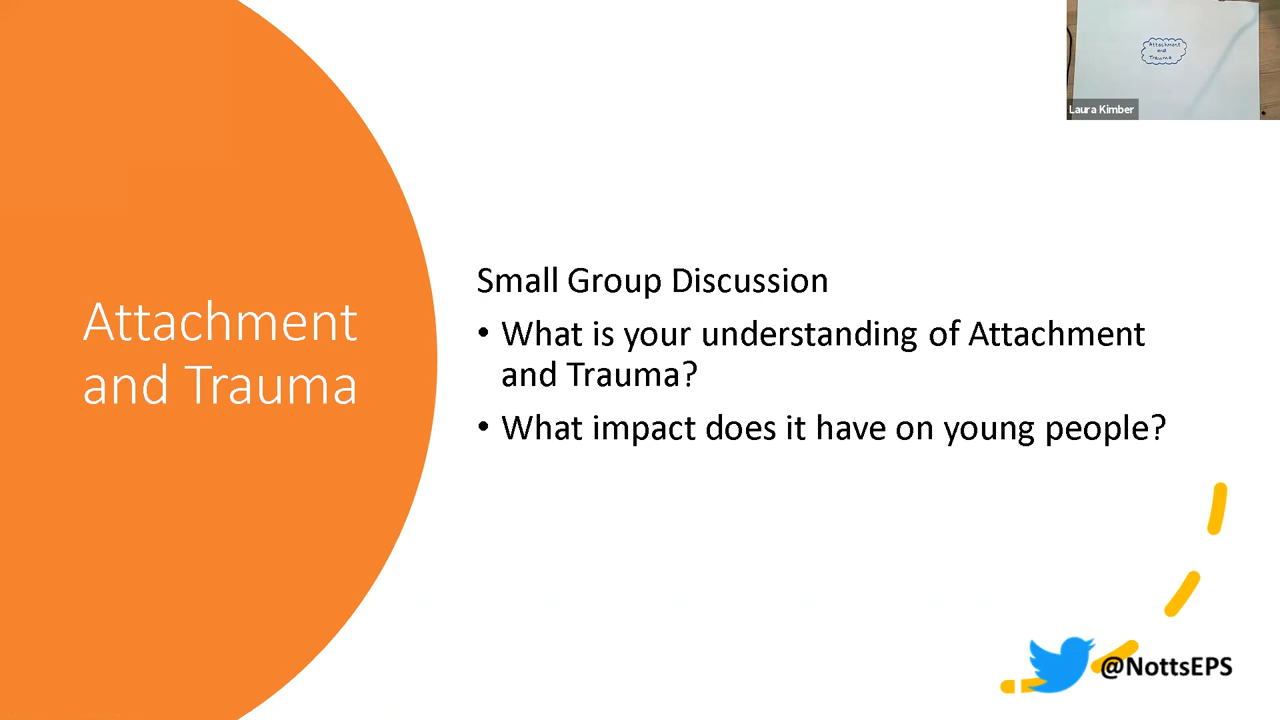 Attachment
and
Trauma
Laura Kimber
Attachment
and Trauma
Small Group Discussion
• What is your understanding of Attachment
and Trauma?
• What impact does it have on young people?
@NottsEPS